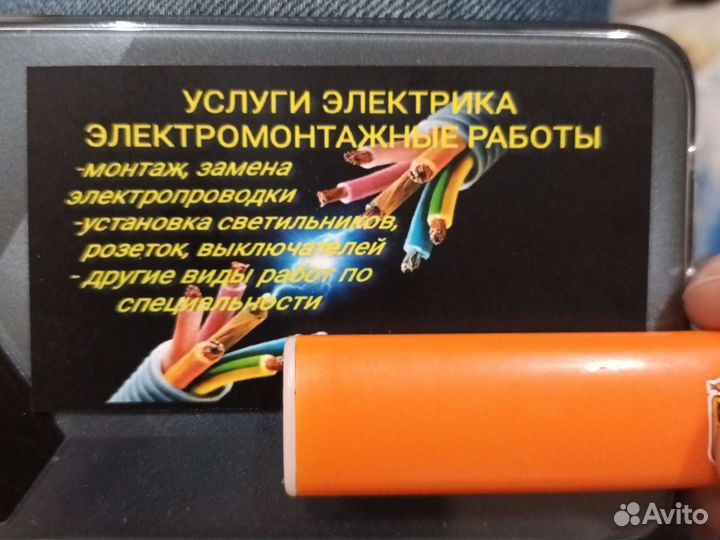 УСЛУГИ ЭЛЕКТРИКА
ЭЛЕКТРОМОНТАЖНЫЕ РАБОТЫ
-монтаж, замена
электропроводки
-установка светильников,
розеток, выключателей
- другие виды работ по
специальности
Avito